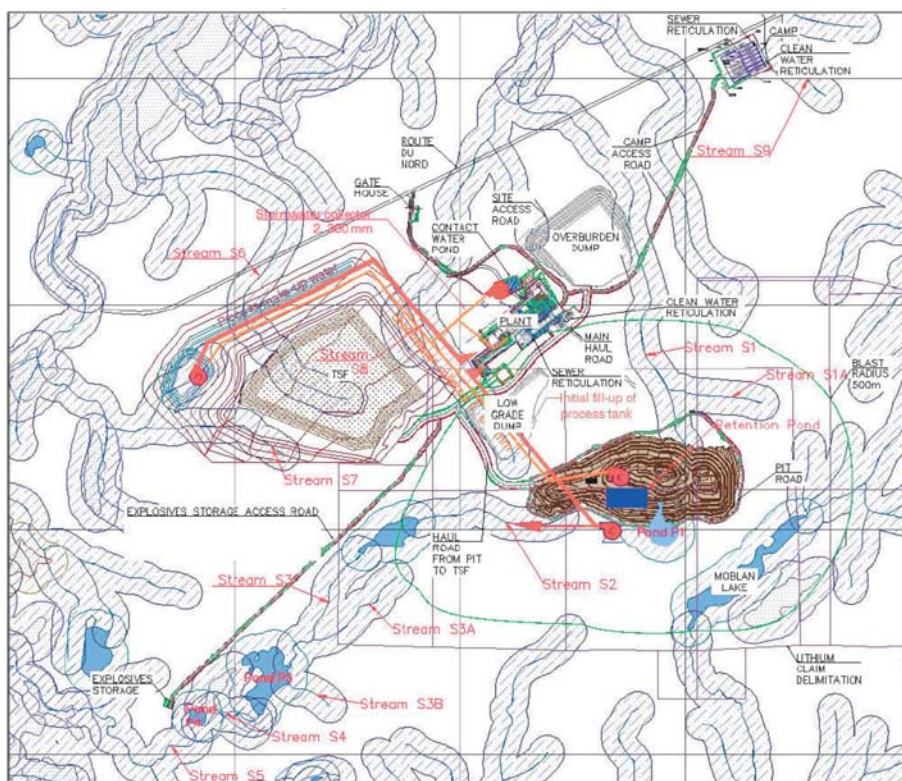 SEWER
RETICULATION
CAMP
CLEAN
WATER
RETICULATION
CAMP
ACCESS
ROAD
Stream S9
ROUTE
DU
NORD
GATE
HOUSE
SITE
ACCESS
ROAD
Stormwater collector
2, 300mm
CONTACT
WATER
POND
OVERBURDEN
DUMP
Stream S6
CLEAN WATER
RETICULATION
PLANT
MAIN
HAUL
ROAD
Stream S1
Stream
TSF
SEWER
RETICULATION
Initial fill-up of
process tank
LOW
GRADE
DUMP
Stream S1A
BLAST
RADIUS
500m
Retention Pond
Stream S7
PIT
ROAD
EXPLOSIVES STORAGE ACCESS ROAD
HAUL
ROAD
FROM PIT
TO TSF
Pond P1
Stream S2
MOBLAN
LAKE
Stream S3
Stream S3A
LITHIUM
CLAIM
DELIMITATION
EXPLOSIVES
STORAGE
Stream S3B
Pond
Stream S4
Stream S5